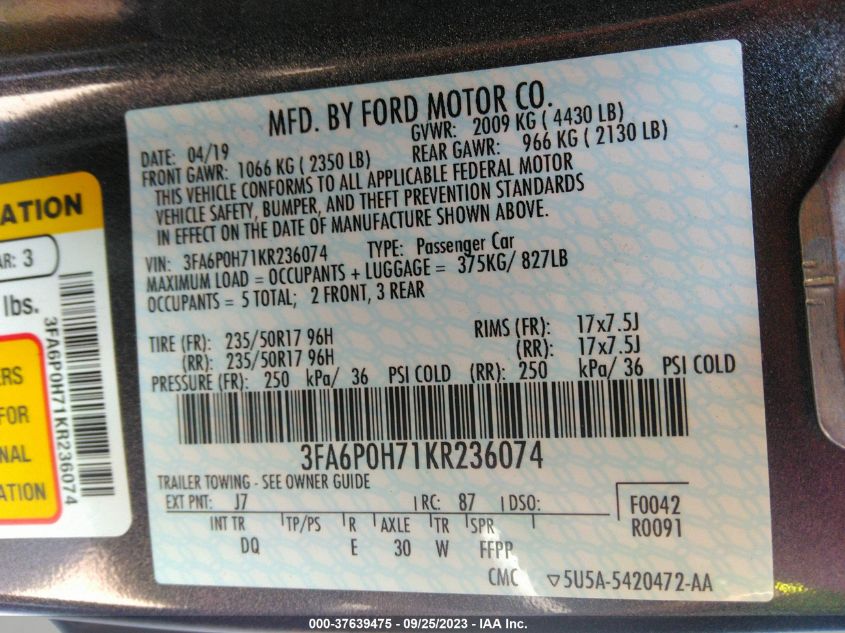 MFD. BY FORD MOTOR CO.
DATE: 04/19 GVWR: 2009 KG ( 4430 LB)
FRONT GAWR: 1066 KG ( 2350 LB) REAR GAWR: 966 KG ( 2130 LB)
THIS VEHICLE CONFORMS TO ALL APPLICABLE FEDERAL MOTOR
VEHICLE SAFETY, BUMPER, AND THEFT PREVENTION STANDARDS
IN EFFECT ON THE DATE OF MANUFACTURE SHOWN ABOVE.
VIN: 3FA6P0H71KR236074 TYPE: Passenger Car
MAXIMUM LOAD = OCCUPANTS + LUGGAGE = 375KG/ 827LB
OCCUPANTS = 5 TOTAL; 2 FRONT, 3 REAR
TIRE (FR): 235/50R17 96H RIMS (FR): 17x7.5J
(RR): 235/50R17 96H (RR): 17x7.5J
PRESSURE (FR): 250 kPa/ 36 PSI COLD (RR): 250 kPa/ 36 PSI COLD
3FA6P0H71KR236074
TRAILER TOWING - SEE OWNER GUIDE
EXT PNT: J7 RC: 87 DSO: F0042
INT TR TP/PS R AXLE TR SPR R0091
DQ E 30 W FFPP
CMC ▽5U5A-5420472-AA
ATION
AR: 3
lbs.
3FA6P0H71KR236074
ERS
FOR
NAL
ATION
000-37639475 - 09/25/2023 - IAA Inc.